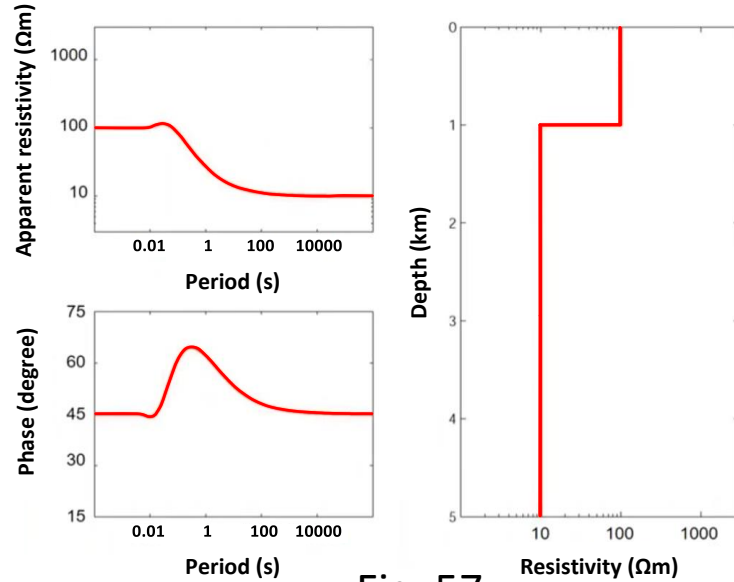 Apparent resistivity (Ωm)
1000
100
10
0.01 1 100 10000
Period (s)
Phase (degree)
75
60
45
30
15
0.01 1 100 10000
Period (s)
Depth (km)
0
1
2
3
4
5
10 100 1000
Resistivity (Ωm)